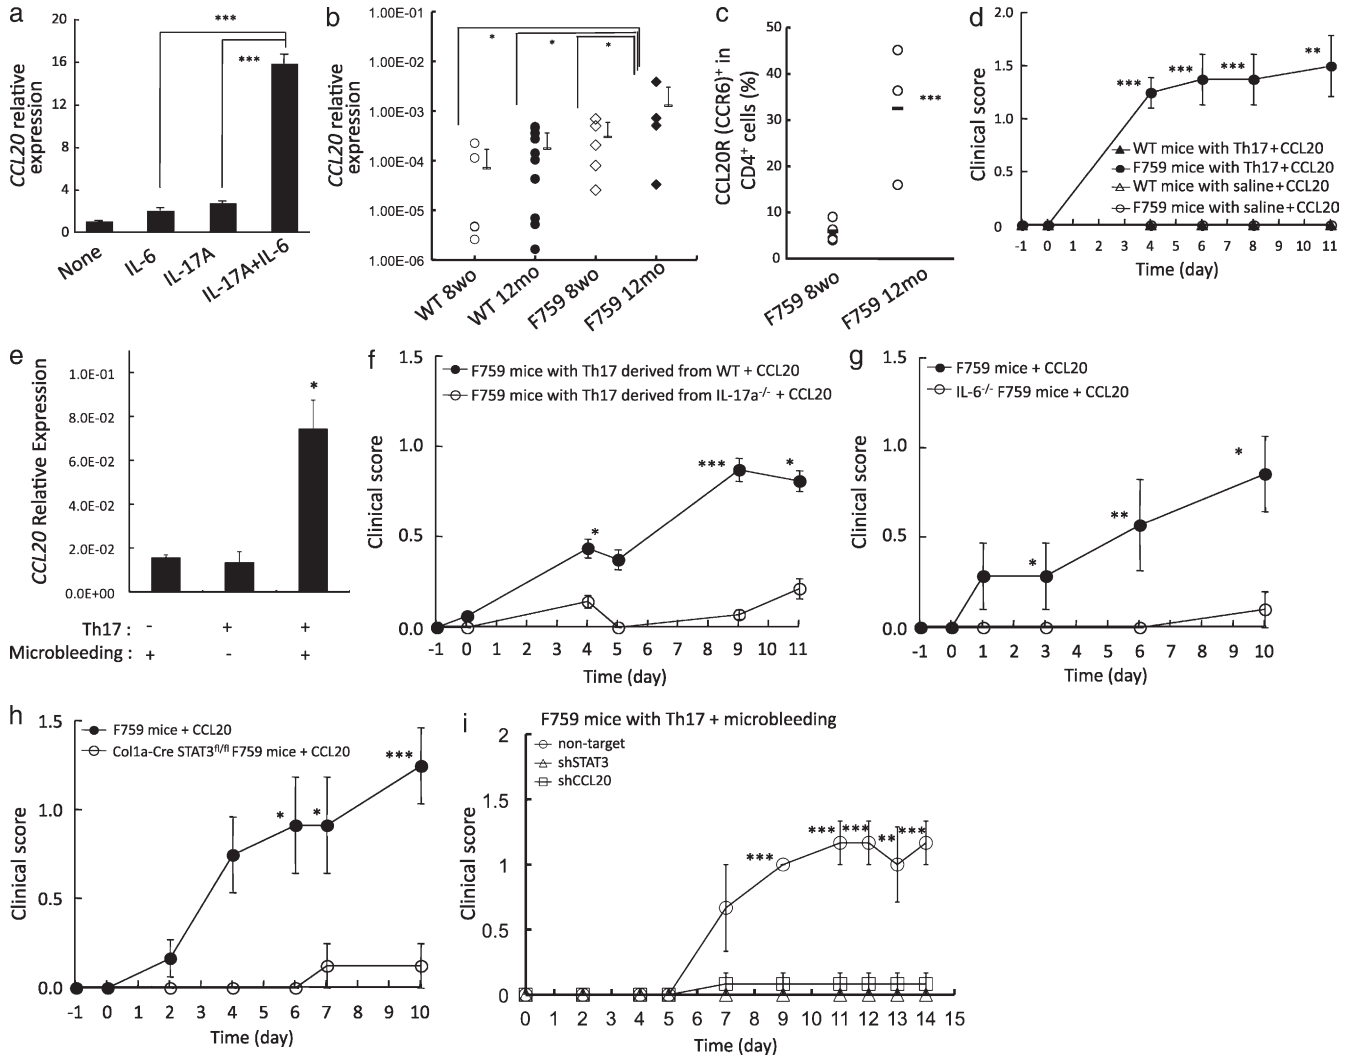 a
CCL20 relative
expression
20
16
12
8
4
0
***
***
None
IL-6
IL-17A
IL-17A+IL-6
b
CCL20 relative
expression
1.00E-01
1.00E-02
1.00E-03
1.00E-04
1.00E-05
1.00E-06
*
*
*
WT 8wo
WT 12mo
F759 8wo
F759 12mo
c
CCL20R (CCR6)+ in
CD4+ cells (%)
50
40
30
20
10
0
***
F759 8wo
F759 12mo
d
Clinical score
2.0
1.5
1.0
0.5
0
***
***
***
**
WT mice with Th17+CCL20
F759 mice with Th17+CCL20
WT mice with saline+CCL20
F759 mice with saline+CCL20
-1 0 3 4 5 6 7 8 9 10 11
Time (day)
e
CCL20 Relative Expression
1.0E-01
8.0E-02
6.0E-02
4.0E-02
2.0E-02
0.0E+00
*
Th17 : - + +
Microbleeding : + - +
f
Clinical score
1.5
1.0
0.5
0.0
F759 mice with Th17 derived from WT + CCL20
F759 mice with Th17 derived from IL-17a-/- + CCL20
*
***
*
-1 0 1 2 3 4 5 6 7 8 9 10 11
Time (day)
g
Clinical score
1.5
1.0
0.5
0.0
F759 mice + CCL20
IL-6-/- F759 mice + CCL20
*
**
*
-1 0 1 2 3 4 5 6 7 8 9 10
Time (day)
h
Clinical score
1.5
1.0
0.5
0.0
F759 mice + CCL20
Col1a-Cre STAT3fl/fl F759 mice + CCL20
*
*
***
-1 0 1 2 3 4 5 6 7 8 9 10
Time (day)
i
F759 mice with Th17 + microbleeding
Clinical score
2
1.5
1
0.5
0
non-target
shSTAT3
shCCL20
***
***
***
**
***
0 1 2 3 4 5 6 7 8 9 10 11 12 13 14 15
Time (day)